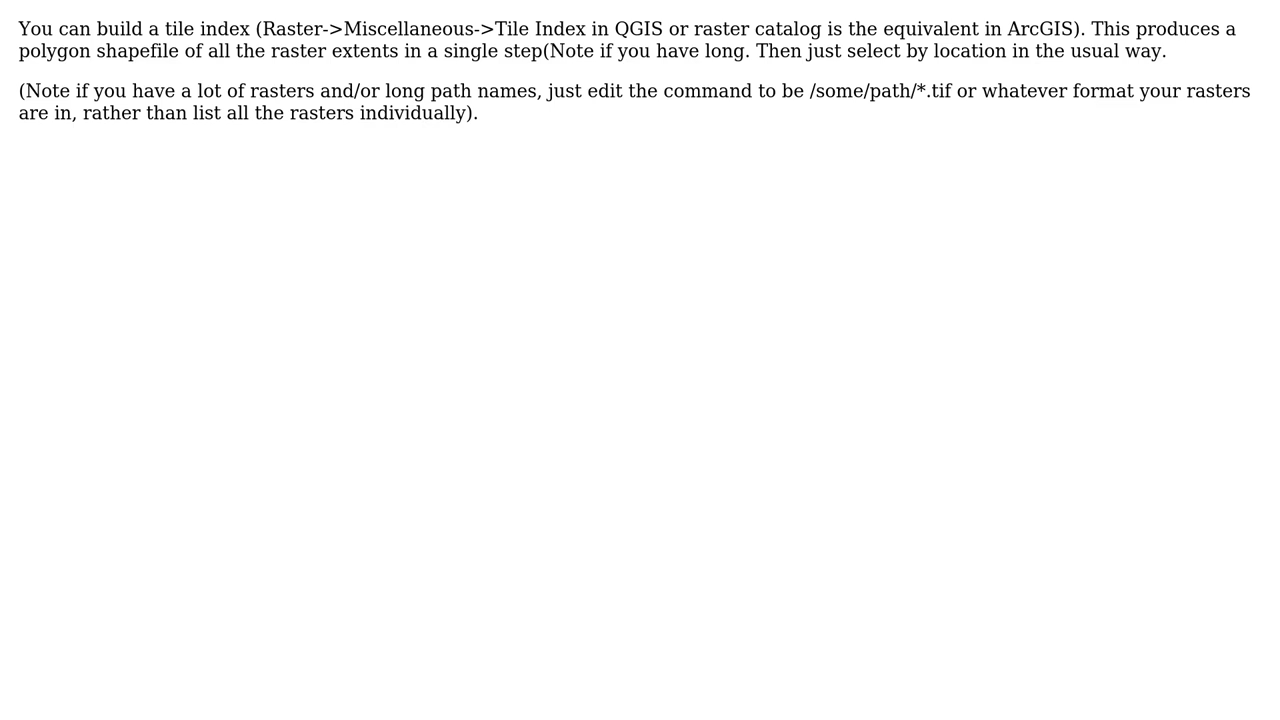 You can build a tile index (Raster->Miscellaneous->Tile Index in QGIS or raster catalog is the equivalent in ArcGIS). This produces a
polygon shapefile of all the raster extents in a single step(Note if you have long. Then just select by location in the usual way.
(Note if you have a lot of rasters and/or long path names, just edit the command to be /some/path/*.tif or whatever format your rasters
are in, rather than list all the rasters individually).